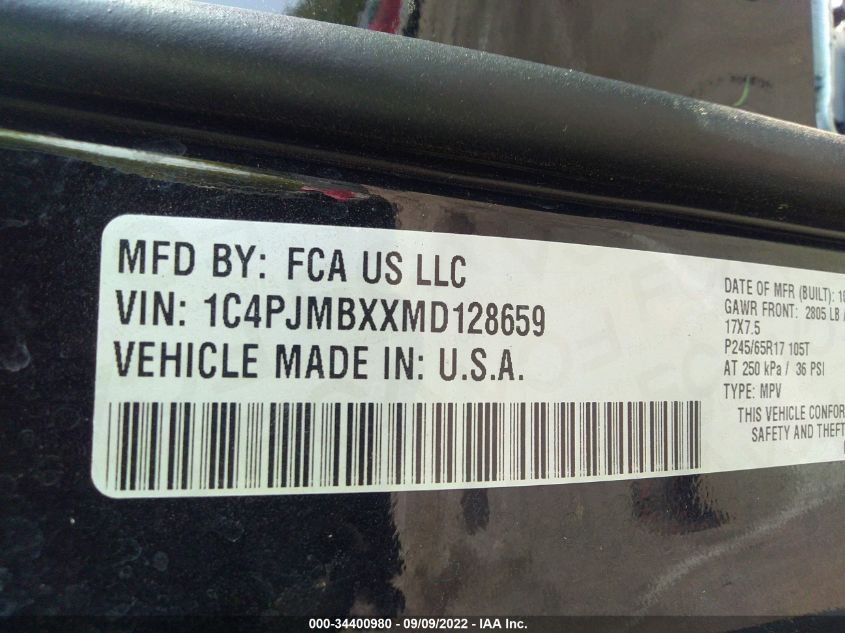 MFD BY: FCA US LLC
VIN: 1C4PJMBXXMD128659
VEHICLE MADE IN: U.S.A.
DATE OF MFR (BUILT): 10
GAWR FRONT: 2805 LB
17X7.5
P245/65R17 105T
AT 250 kPa / 36 PSI
TYPE: MPV
THIS VEHICLE CONFOR
SAFETY AND THEFT
000-34400980 - 09/09/2022 - IAA Inc.